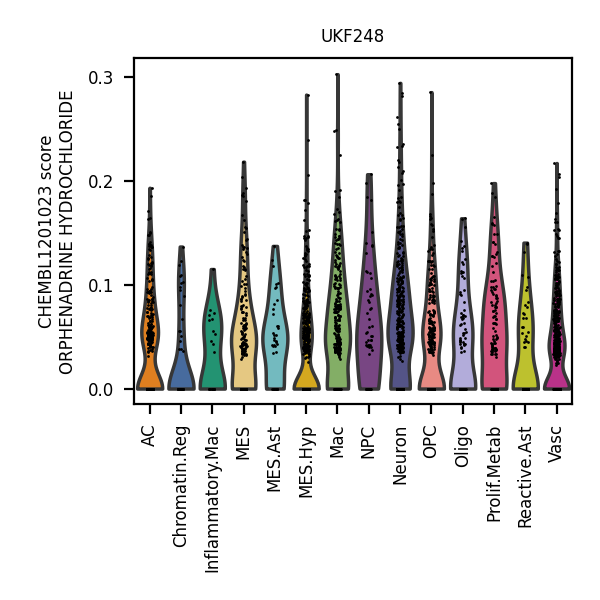 UKF248
CHEMBL1201023 score
ORPHENADRINE HYDROCHLORIDE
0.3
0.2
0.1
0.0
AC
Chromatin.Reg
Inflammatory.Mac
MES
MES.Ast
MES.Hyp
Mac
NPC
Neuron
OPC
Oligo
Prolif.Metab
Reactive.Ast
Vasc